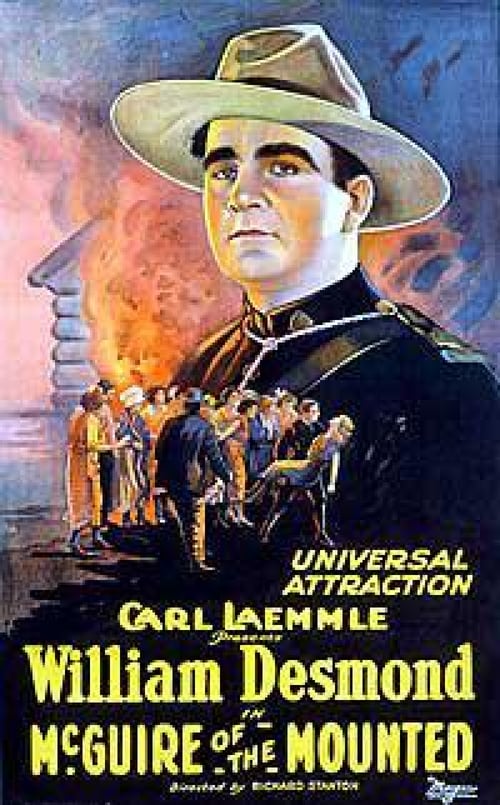 UNIVERSAL
ATTRACTION
CARL LAEMMLE
Presents
William Desmond
IN
McGUIRE OF -THE- MOUNTED
Directed by RICHARD STANTON